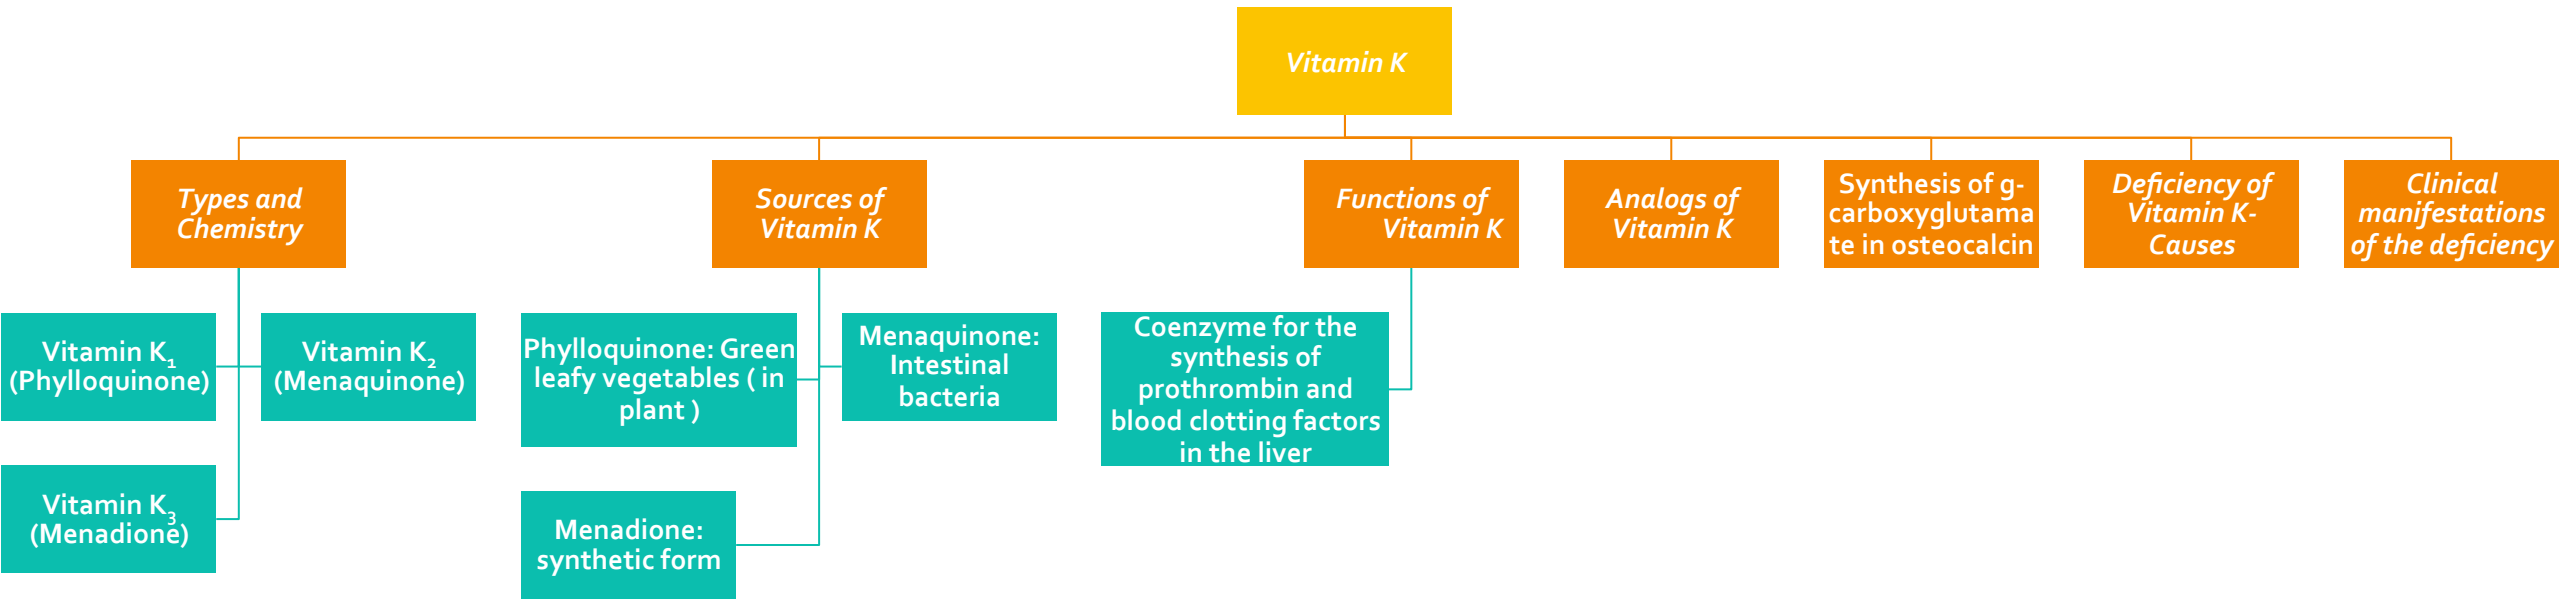 Vitamin K
Types and
Chemistry
Sources of
Vitamin K
Functions of
Vitamin K
Analogs of
Vitamin K
Synthesis of g-
carboxyglutama
te in osteocalcin
Deficiency of
Vitamin K-
Causes
Clinical
manifestations
of the deficiency
Vitamin K₁
(Phylloquinone)
Vitamin K₂
(Menaquinone)
Vitamin K₃
(Menadione)
Phylloquinone: Green
leafy vegetables ( in
plant )
Menaquinone:
Intestinal
bacteria
Menadione:
synthetic form
Coenzyme for the
synthesis of
prothrombin and
blood clotting factors
in the liver